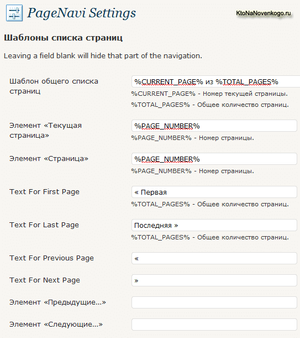 PageNavi Settings
KtoNaNovenkogo.ru
Шаблоны списка страниц
Leaving a field blank will hide that part of the navigation.
Шаблон общего списка страниц
%CURRENT_PAGE% из %TOTAL_PAGES%
%CURRENT_PAGE% - Номер текущей страницы.
%TOTAL_PAGES% - Общее количество страниц.
Элемент «Текущая страница»
%PAGE_NUMBER%
%PAGE_NUMBER% - Номер страницы.
Элемент «Страница»
%PAGE_NUMBER%
%PAGE_NUMBER% - Номер страницы.
Text For First Page
« Первая
%TOTAL_PAGES% - Общее количество страниц.
Text For Last Page
Последняя »
%TOTAL_PAGES% - Общее количество страниц.
Text For Previous Page
«
Text For Next Page
»
Элемент «Предыдущие...»
Элемент «Следующие...»